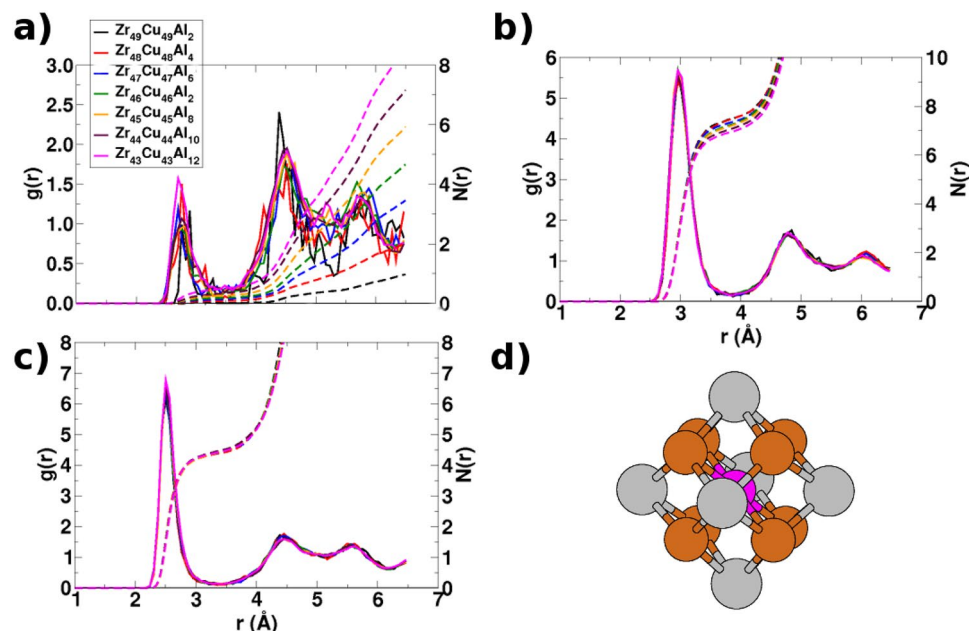 a)
Zr49Cu49Al2
Zr48Cu48Al4
Zr47Cu47Al6
Zr46Cu46Al2
Zr45Cu45Al8
Zr44Cu44Al10
Zr43Cu43Al12
3.0
2.5
2.0
1.5
1.0
0.5
0.0
g(r)
8
6
4
2
0
N(r)
b)
6
5
4
3
2
1
0
g(r)
10
8
6
4
2
0
N(r)
1 2 3 4 5 6 7
r (Å)
c)
8
7
6
5
4
3
2
1
0
g(r)
8
7
6
5
4
3
2
1
0
N(r)
1 2 3 4 5 6 7
r (Å)
d)